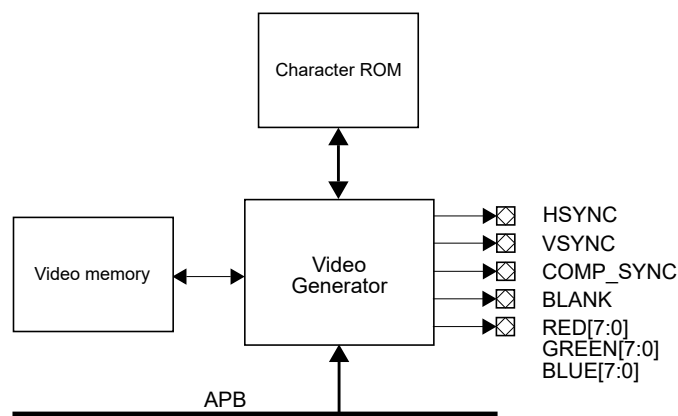 Character ROM
Video memory
Video
Generator
HSYNC
VSYNC
COMP_SYNC
BLANK
RED[7:0]
GREEN[7:0]
BLUE[7:0]
APB